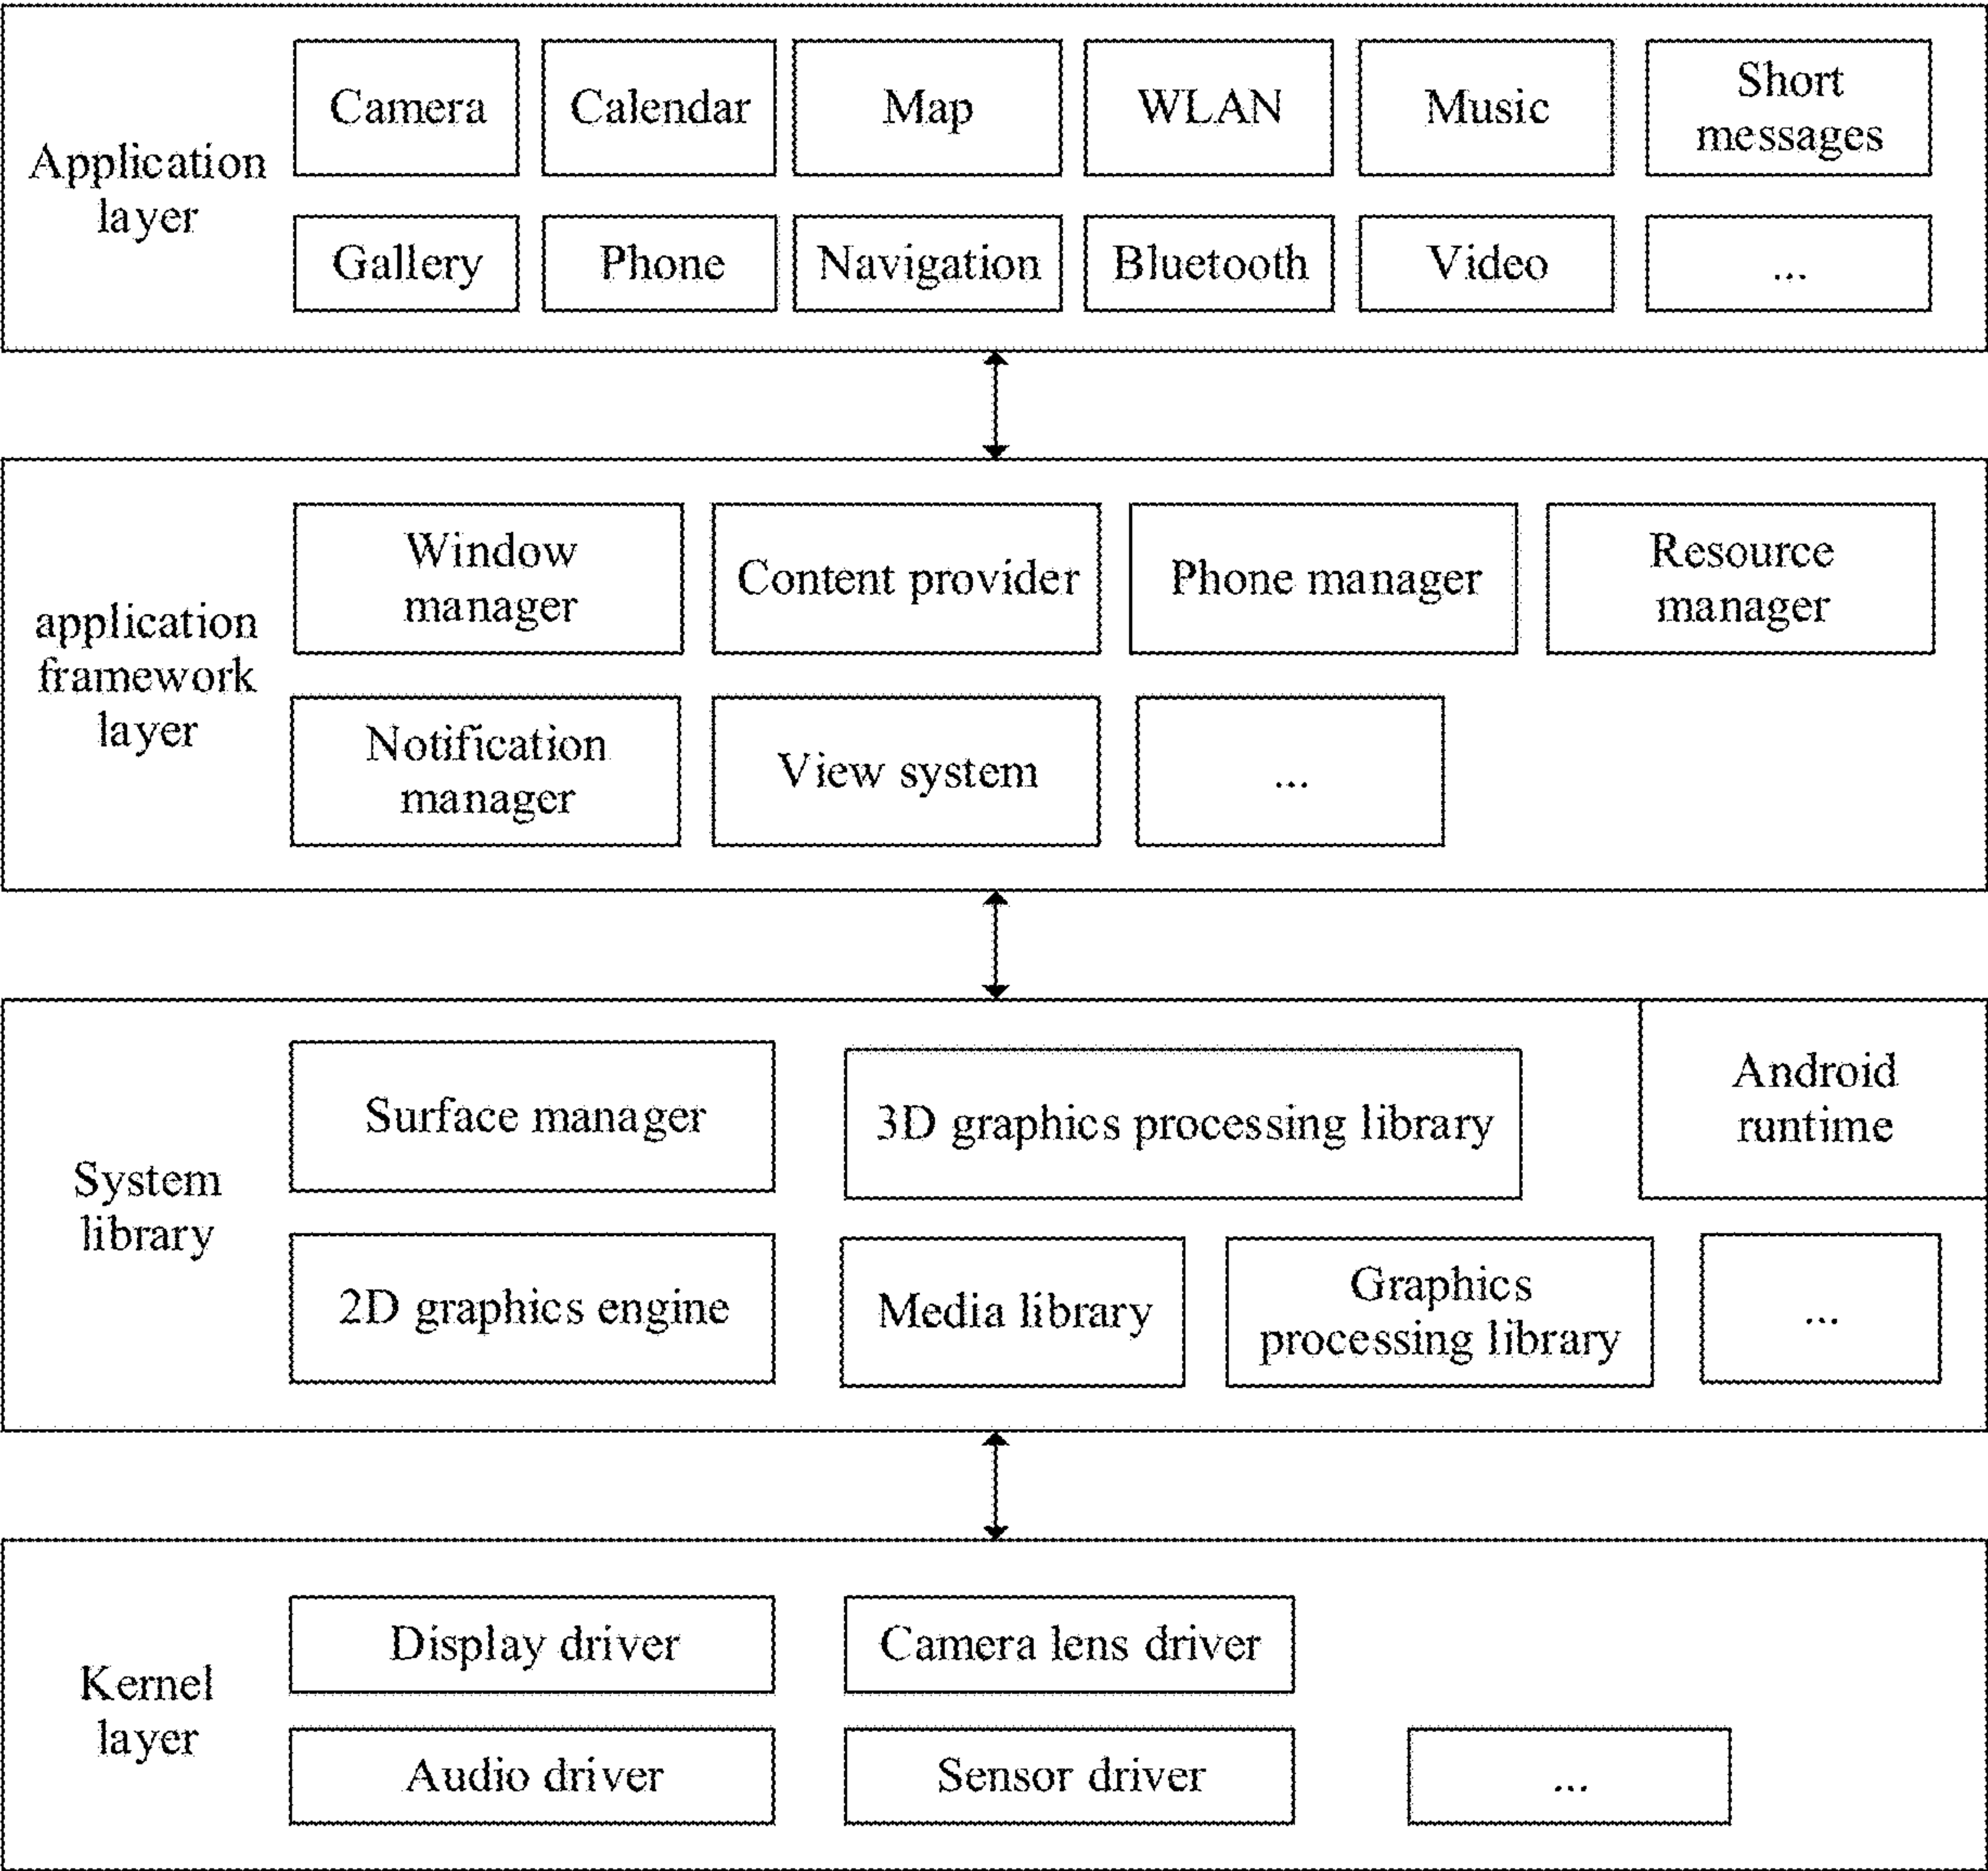 Application
layer
Camera
Calendar
Map
WLAN
Music
Short
messages
Gallery
Phone
Navigation
Bluetooth
Video
...
application
framework
layer
Window
manager
Content provider
Phone manager
Resource
manager
Notification
manager
View system
...
System
library
Surface manager
3D graphics processing library
Android
runtime
2D graphics engine
Media library
Graphics
processing library
...
Kernel
layer
Display driver
Camera lens driver
Audio driver
Sensor driver
...